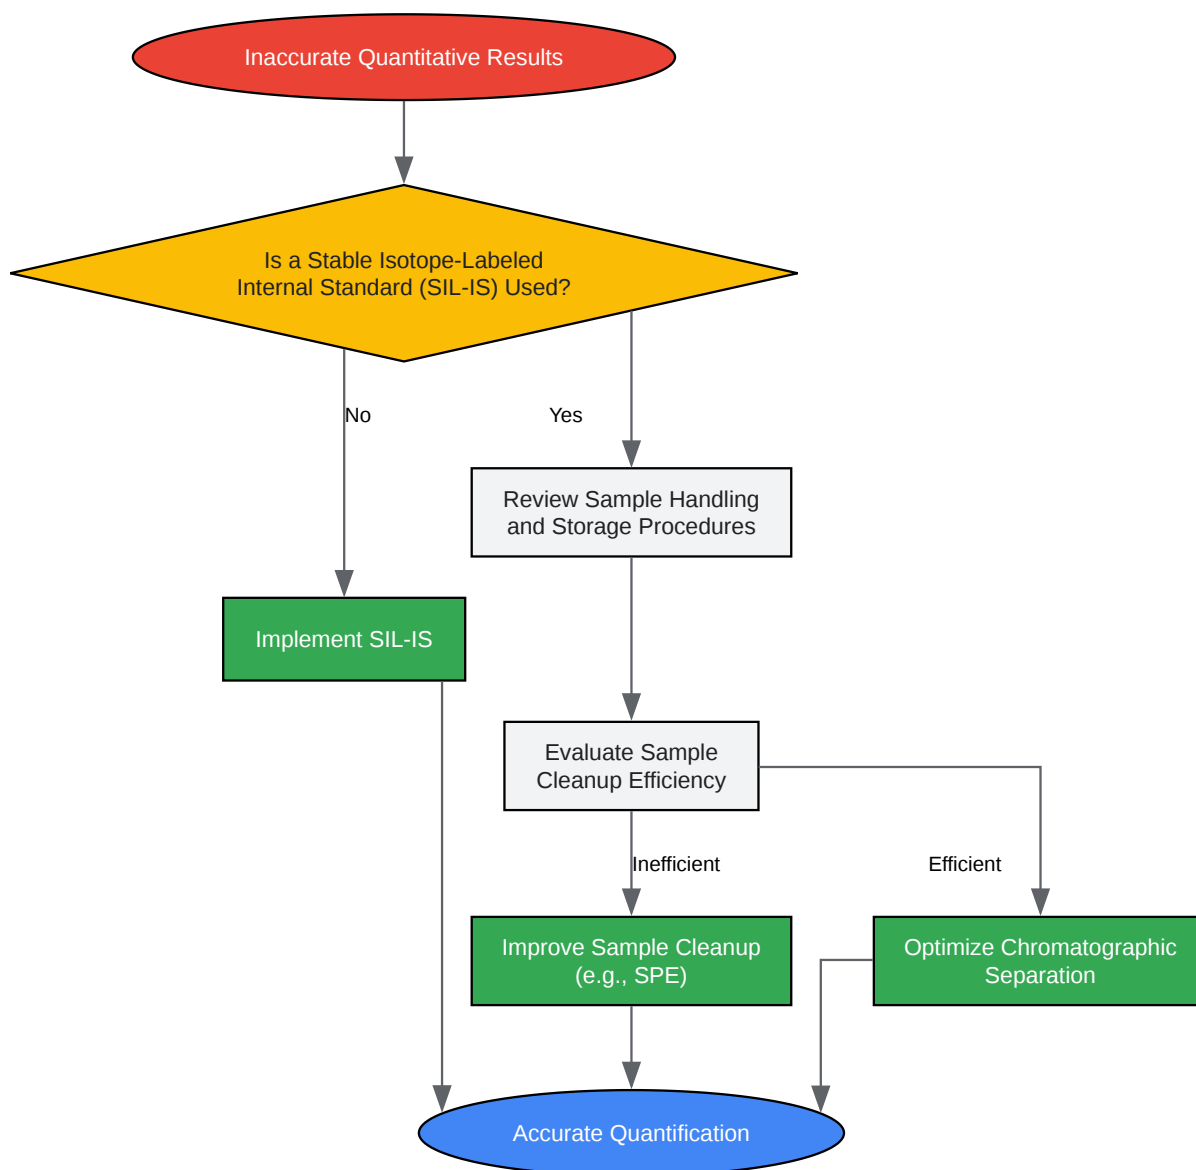 Inaccurate Quantitative Results
Is a Stable Isotope-Labeled
Internal Standard (SIL-IS) Used?
No
Yes
Review Sample Handling
and Storage Procedures
Implement SIL-IS
Evaluate Sample
Cleanup Efficiency
Inefficient
Efficient
Improve Sample Cleanup
(e.g., SPE)
Optimize Chromatographic
Separation
Accurate Quantification